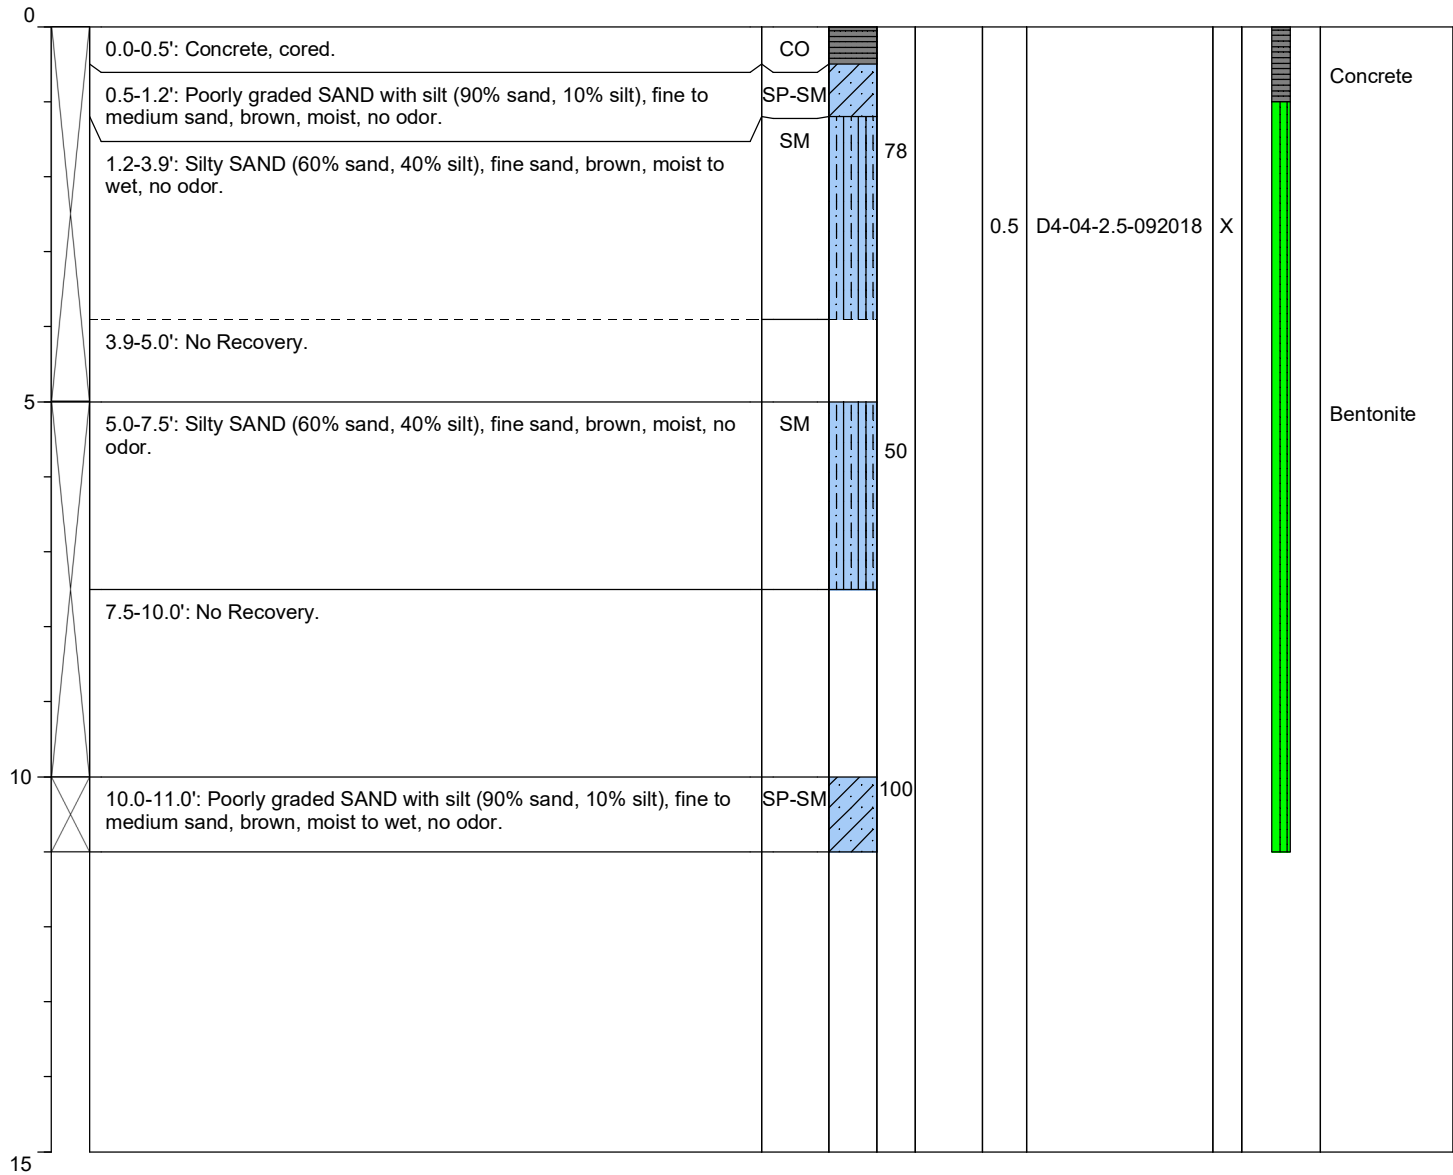 0
0.0-0.5': Concrete, cored.
CO
Concrete
0.5-1.2': Poorly graded SAND with silt (90% sand, 10% silt), fine to
medium sand, brown, moist, no odor.
SP-SM
SM
78
1.2-3.9': Silty SAND (60% sand, 40% silt), fine sand, brown, moist to
wet, no odor.
0.5
D4-04-2.5-092018
X
3.9-5.0': No Recovery.
5
5.0-7.5': Silty SAND (60% sand, 40% silt), fine sand, brown, moist, no
odor.
SM
50
Bentonite
7.5-10.0': No Recovery.
10
10.0-11.0': Poorly graded SAND with silt (90% sand, 10% silt), fine to
medium sand, brown, moist to wet, no odor.
SP-SM
100
15